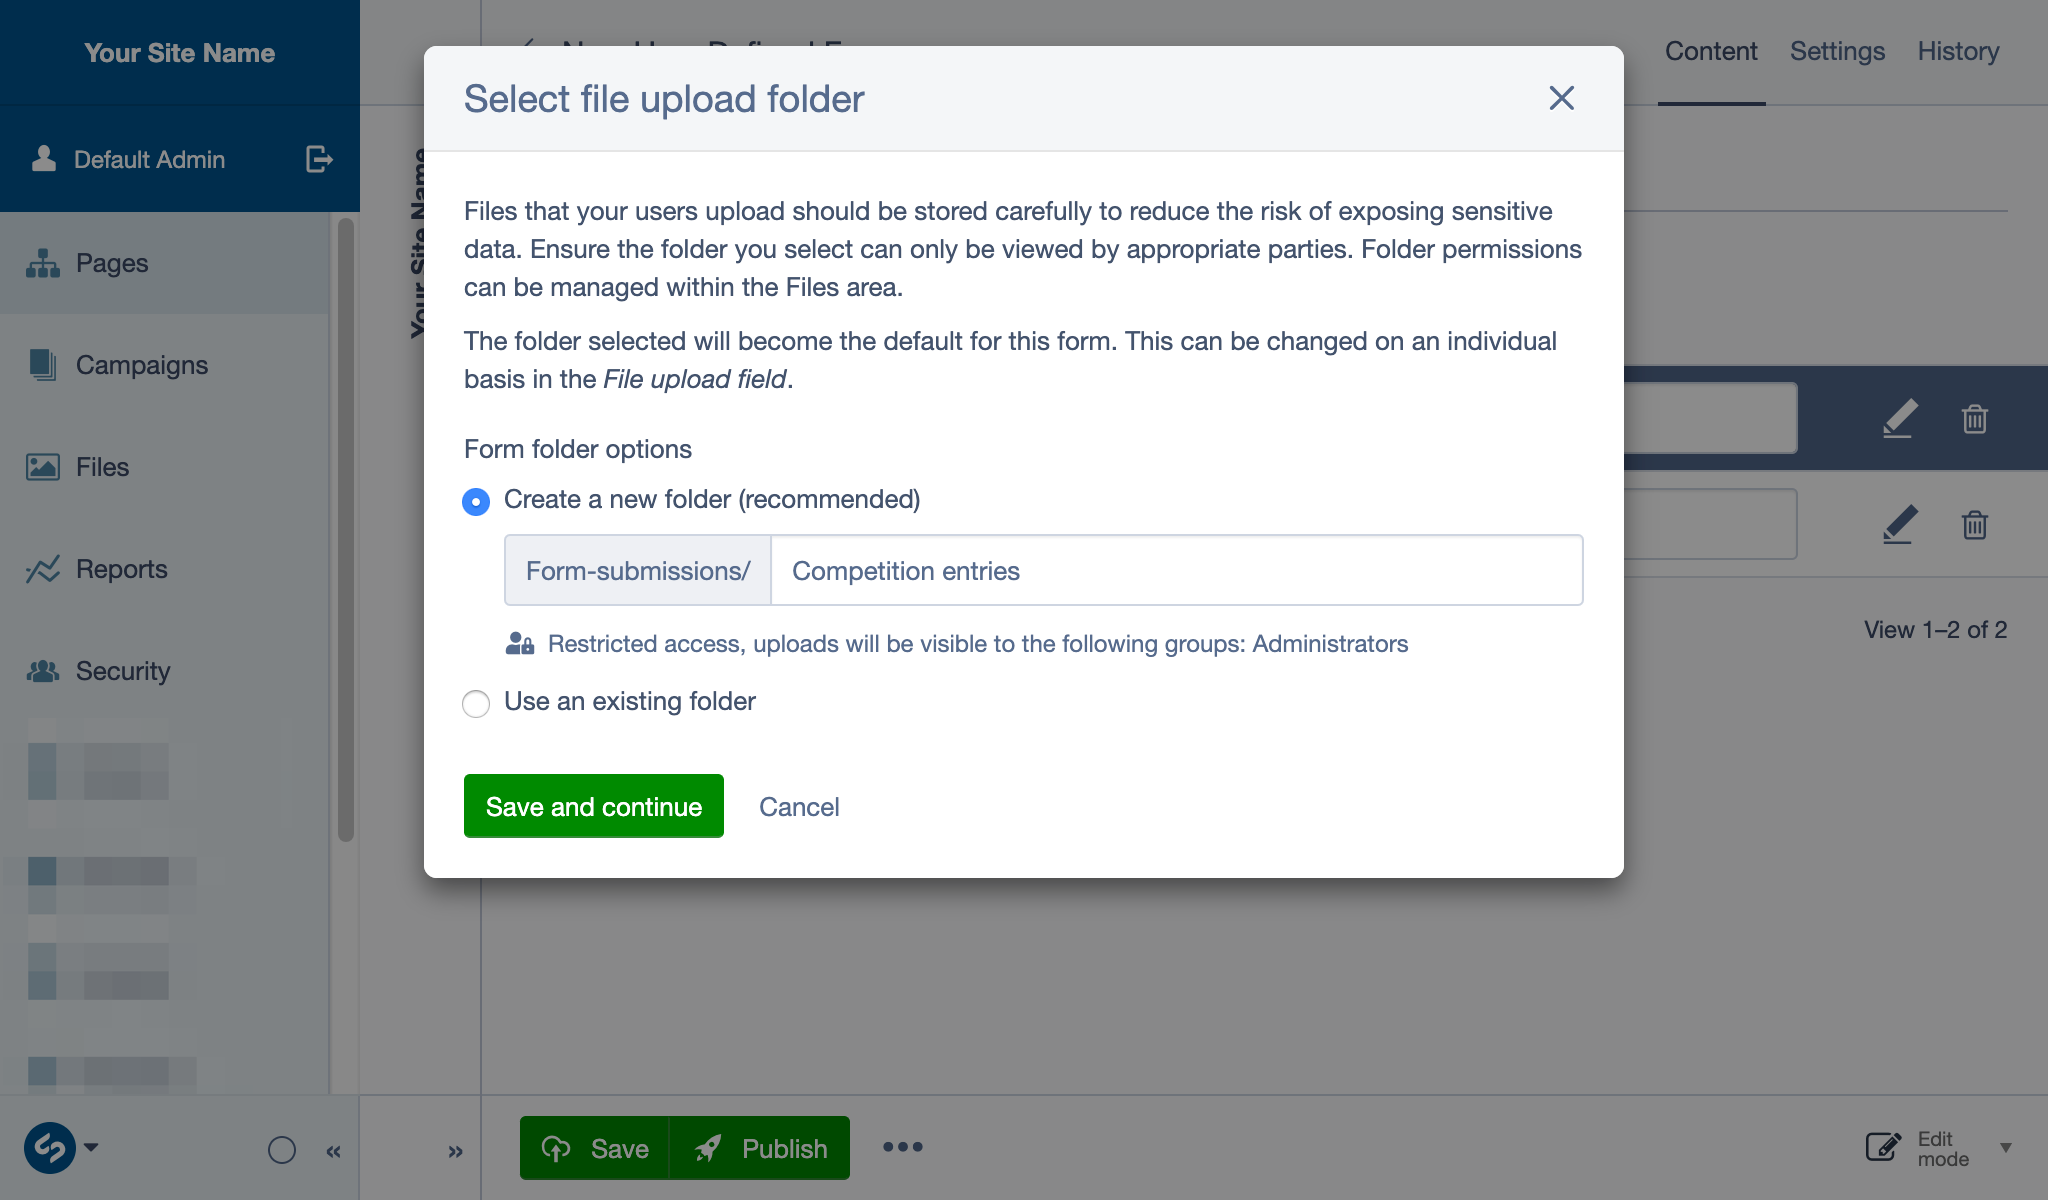 Your Site Name
Default Admin
Pages
Campaigns
Files
Reports
Security
Your Site Name
Content
Settings
History
Select file upload folder
Files that your users upload should be stored carefully to reduce the risk of exposing sensitive
data. Ensure the folder you select can only be viewed by appropriate parties. Folder permissions
can be managed within the Files area.
The folder selected will become the default for this form. This can be changed on an individual
basis in the File upload field.
Form folder options
Create a new folder (recommended)
Form-submissions/
Competition entries
Restricted access, uploads will be visible to the following groups: Administrators
Use an existing folder
Save and continue
Cancel
View 1–2 of 2
Save
Publish
Edit
mode